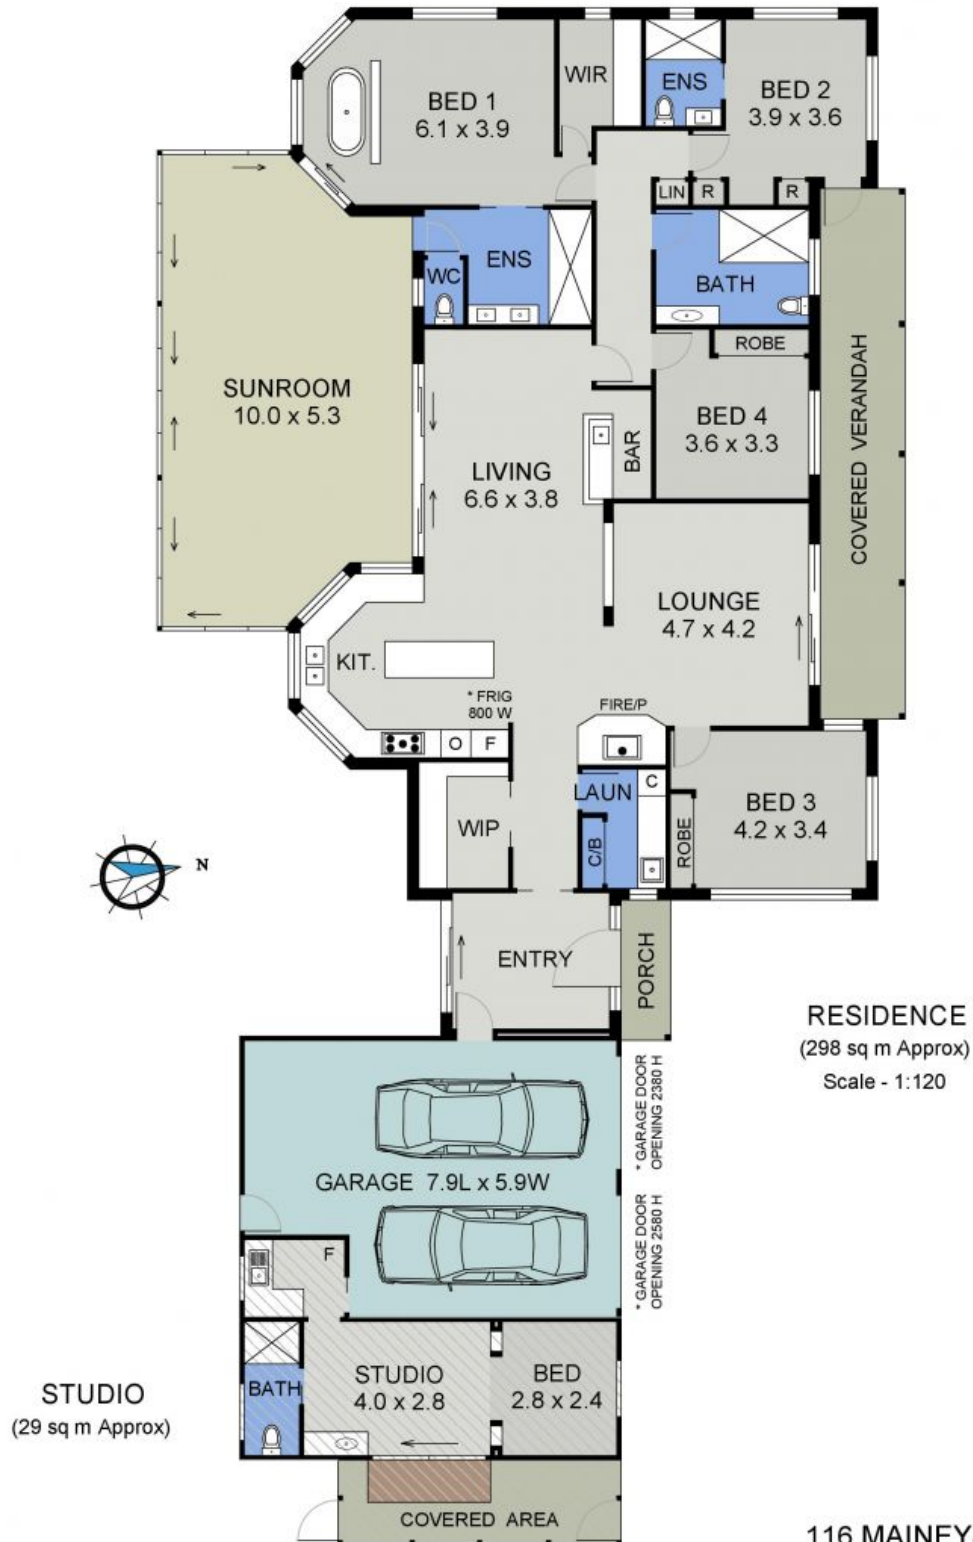 BED 1
6.1 x 3.9
WIR
ENS
BED 2
3.9 x 3.6
LIN
R
R
WC
ENS
BATH
ROBE
SUNROOM
10.0 x 5.3
BED 4
3.6 x 3.3
COVERED VERANDAH
LIVING
6.6 x 3.8
BAR
LOUNGE
4.7 x 4.2
KIT.
* FRIG
800 W
FIRE/P
O
F
LAUN
C
WIP
C/B
ROBE
BED 3
4.2 x 3.4
N
ENTRY
PORCH
RESIDENCE
(298 sq m Approx)
Scale - 1:120
* GARAGE DOOR
OPENING 2380 H
GARAGE 7.9L x 5.9W
* GARAGE DOOR
OPENING 2580 H
F
STUDIO
(29 sq m Approx)
BATH
STUDIO
4.0 x 2.8
BED
2.8 x 2.4
COVERED AREA
116 MAINEY